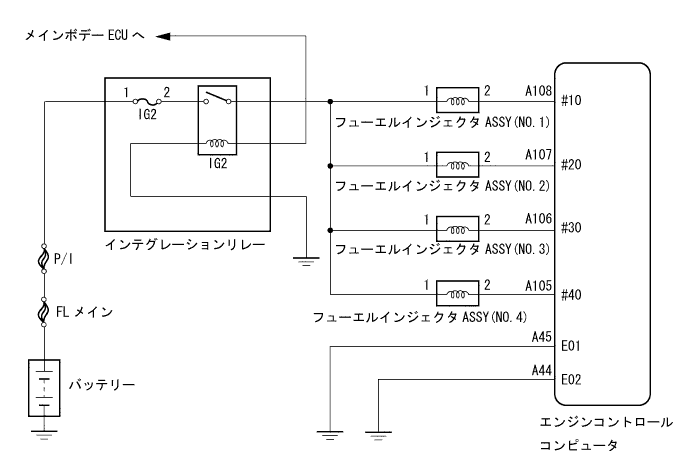 メインボデー ECU へ
1 2
IG2
IG2
インテグレーションリレー
P/I
FL メイン
バッテリー
1 2 A108 #10
フューエルインジェクタ ASSY(NO. 1)
1 2 A107 #20
フューエルインジェクタ ASSY(NO. 2)
1 2 A106 #30
フューエルインジェクタ ASSY(NO. 3)
1 2 A105 #40
フューエルインジェクタ ASSY(NO. 4)
A45 E01
A44 E02
エンジンコントロール
コンピュータ